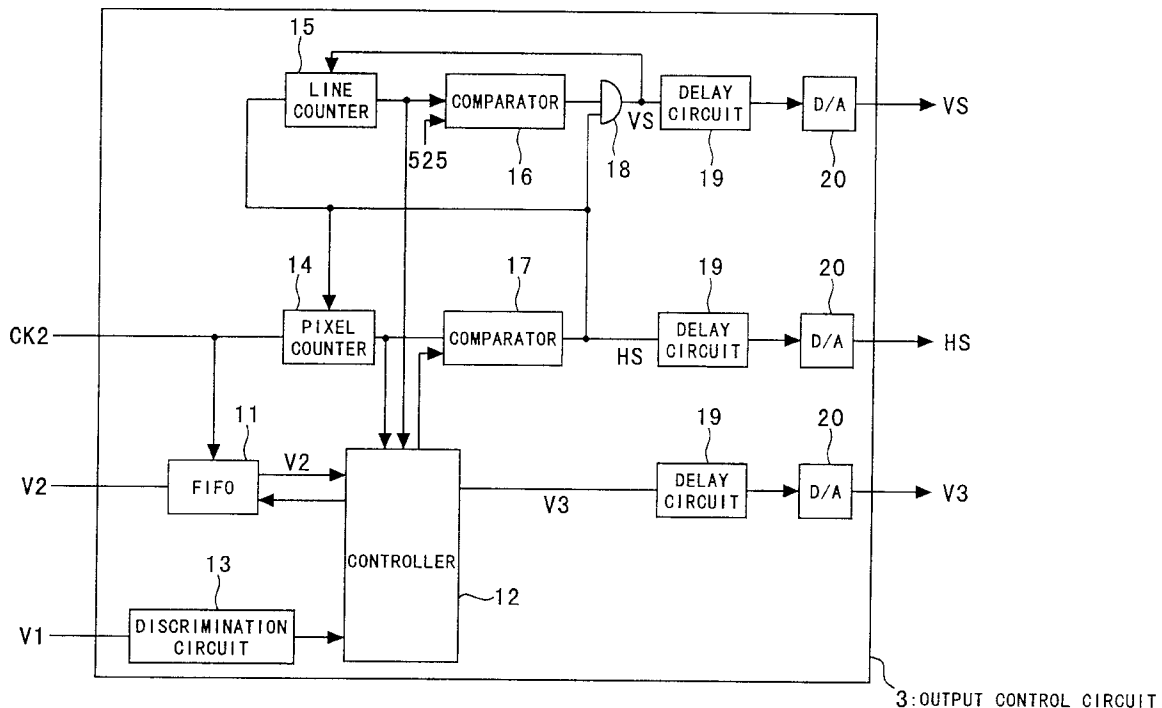 15
LINE
COUNTER
COMPARATOR
VS
DELAY
CIRCUIT
D/A
VS
525
16
18
19
20
14
17
19
20
CK2
PIXEL
COUNTER
COMPARATOR
HS
DELAY
CIRCUIT
D/A
HS
11
V2
FIFO
V2
19
20
V3
DELAY
CIRCUIT
D/A
V3
CONTROLLER
12
13
V1
DISCRIMINATION
CIRCUIT
3:OUTPUT CONTROL CIRCUIT